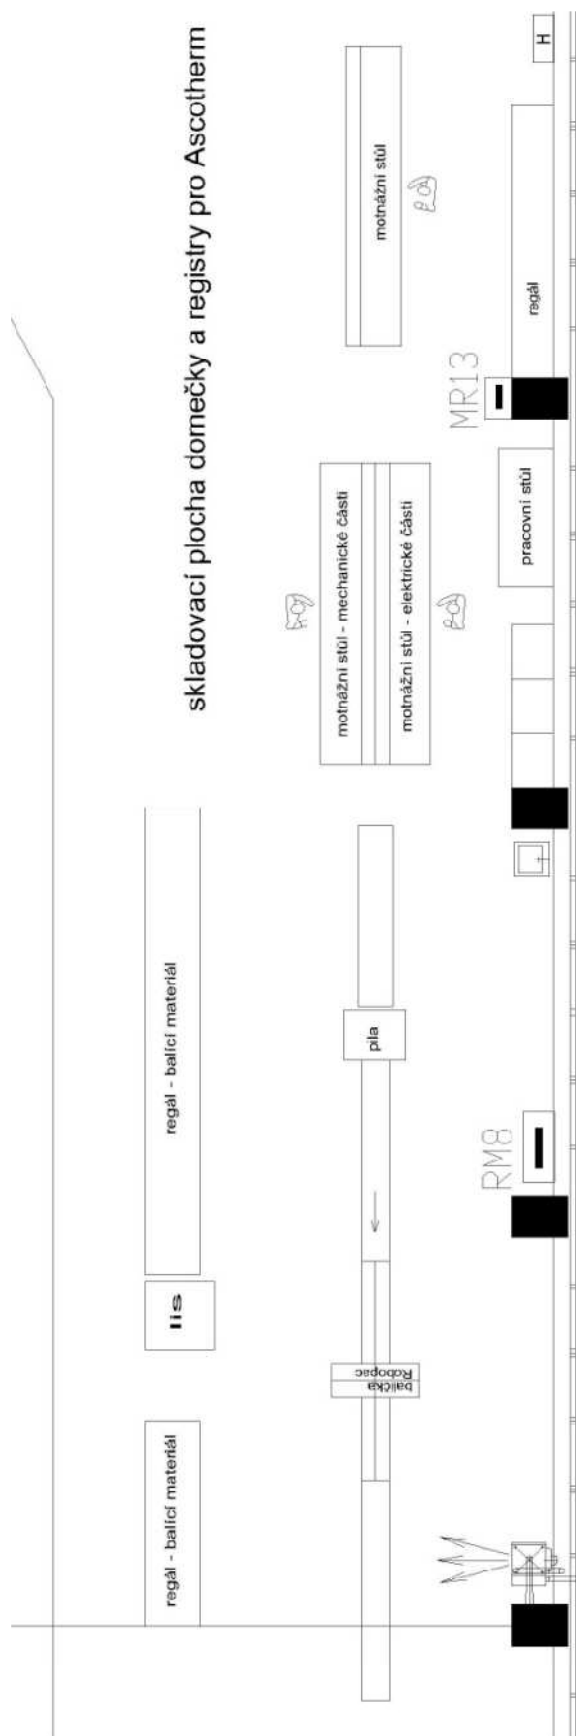 skladovací plocha domečky a registry pro Ascotherm
regál - balící materiál
lis
regál - balící materiál
motnážní stůl
motnážní stůl - mechanické části
motnážní stůl - elektrické části
pila
balička
Robopac
H
regál
MR13
pracovní stůl
RM8